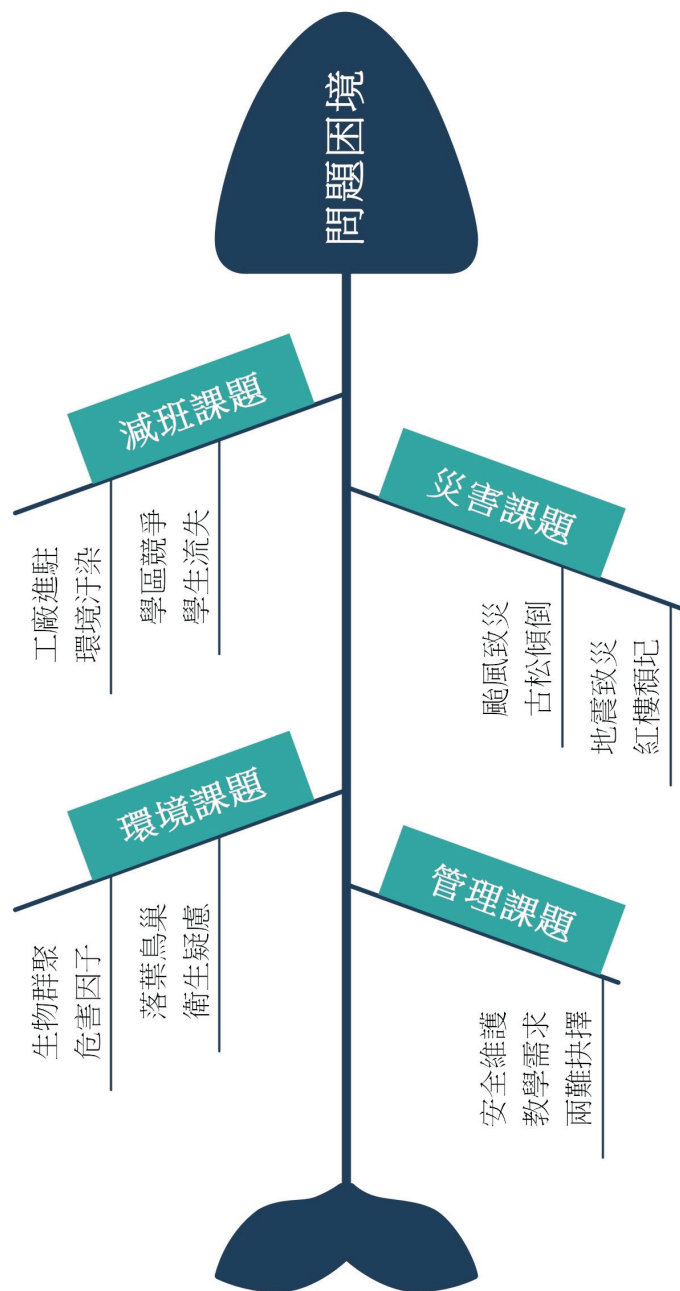 問題困境
減班課題
工廠進駐
環境汙染
學區競爭
學生流失
環境課題
生物群聚
危害因子
落葉鳥巢
衛生疑慮
災害課題
颱風致災
古松傾倒
地震致災
紅樓頹圮
管理課題
安全維護
教學需求
兩難抉擇